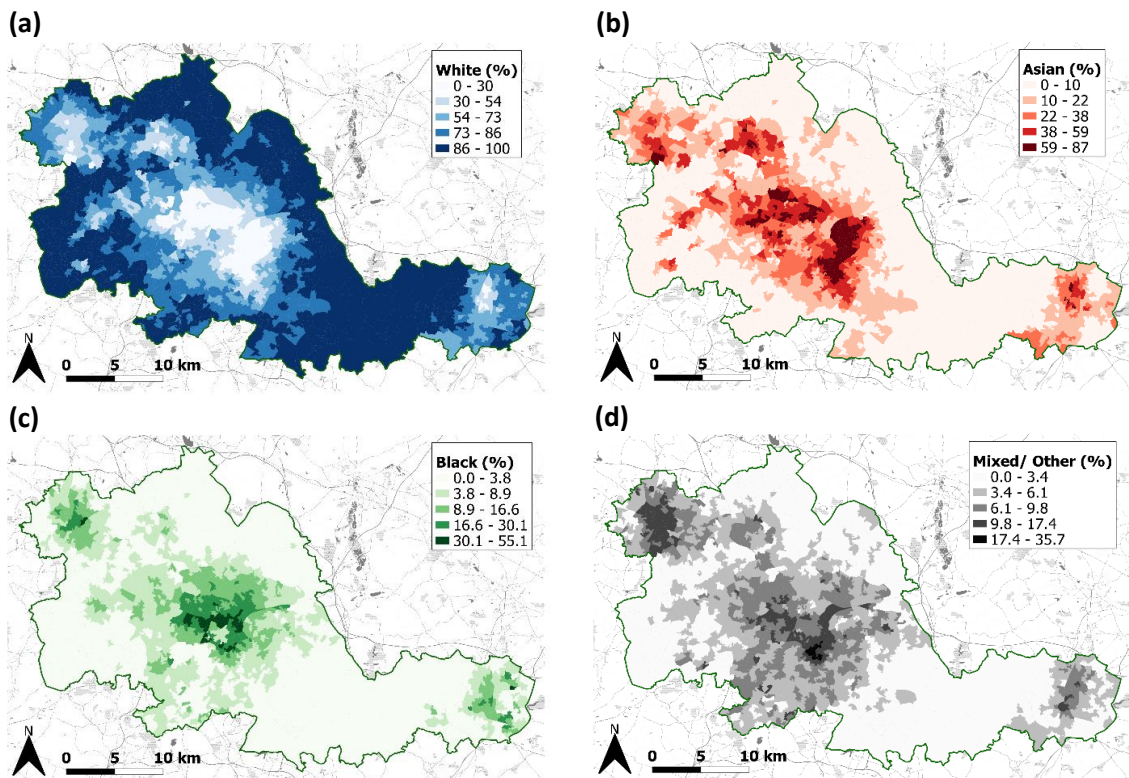 (a)
White (%)
0 - 30
30 - 54
54 - 73
73 - 86
86 - 100
N
0 5 10 km
(b)
Asian (%)
0 - 10
10 - 22
22 - 38
38 - 59
59 - 87
N
0 5 10 km
(c)
Black (%)
0.0 - 3.8
3.8 - 8.9
8.9 - 16.6
16.6 - 30.1
30.1 - 55.1
N
0 5 10 km
(d)
Mixed/ Other (%)
0.0 - 3.4
3.4 - 6.1
6.1 - 9.8
9.8 - 17.4
17.4 - 35.7
N
0 5 10 km